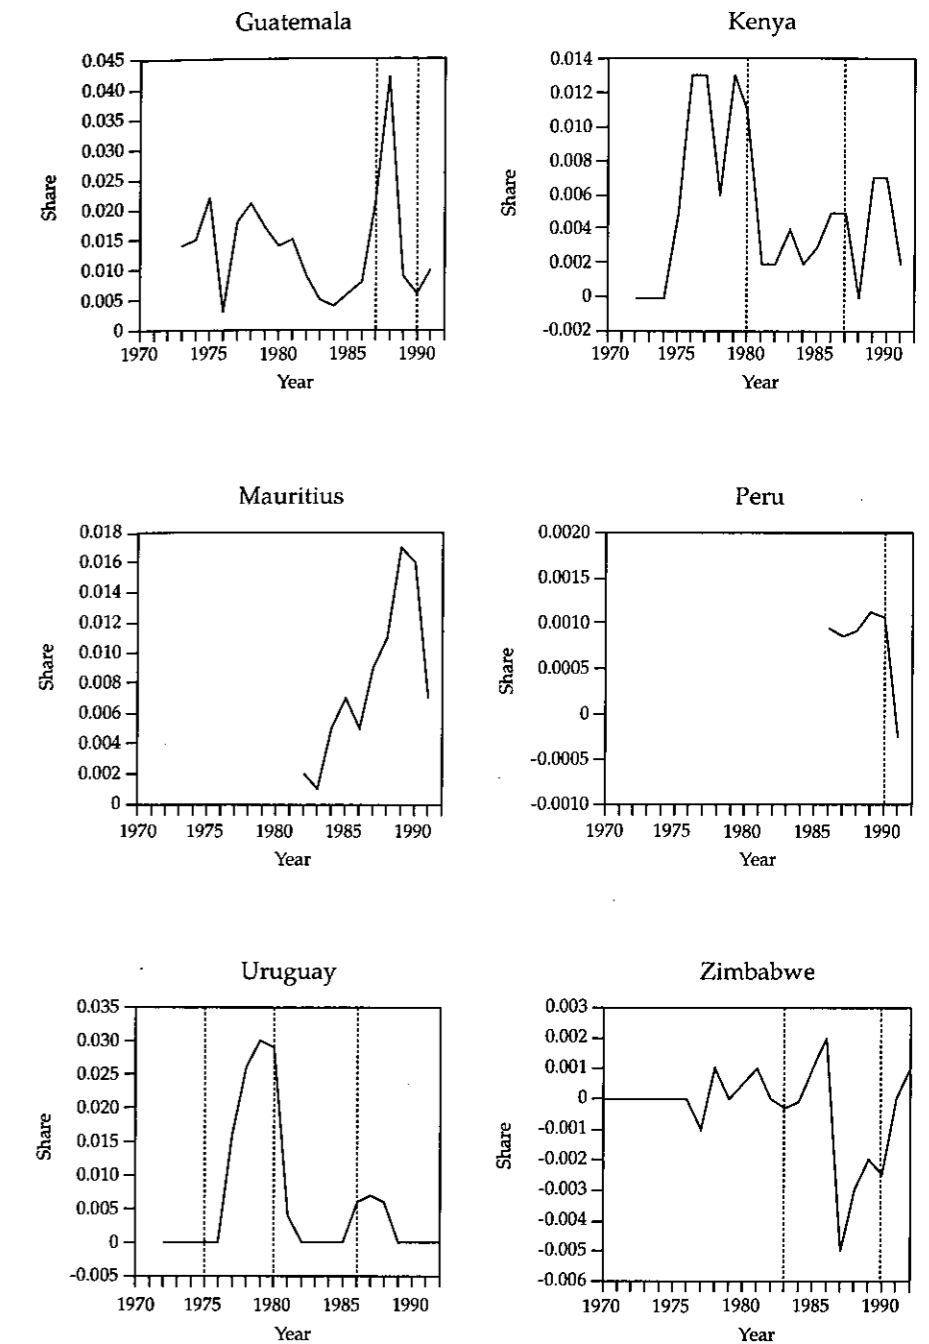 Guatemala
0.045
0.040
0.035
0.030
0.025
0.020
0.015
0.010
0.005
0
Share
1970 1975 1980 1985 1990
Year
Kenya
0.014
0.012
0.010
0.008
0.006
0.004
0.002
0
-0.002
Share
1970 1975 1980 1985 1990
Year
Mauritius
0.018
0.016
0.014
0.012
0.010
0.008
0.006
0.004
0.002
0
Share
1970 1975 1980 1985 1990
Year
Peru
0.0020
0.0015
0.0010
0.0005
0
-0.0005
-0.0010
Share
1970 1975 1980 1985 1990
Year
Uruguay
0.035
0.030
0.025
0.020
0.015
0.010
0.005
0
-0.005
Share
1970 1975 1980 1985 1990
Year
Zimbabwe
0.003
0.002
0.001
0
-0.001
-0.002
-0.003
-0.004
-0.005
-0.006
Share
1970 1975 1980 1985 1990
Year